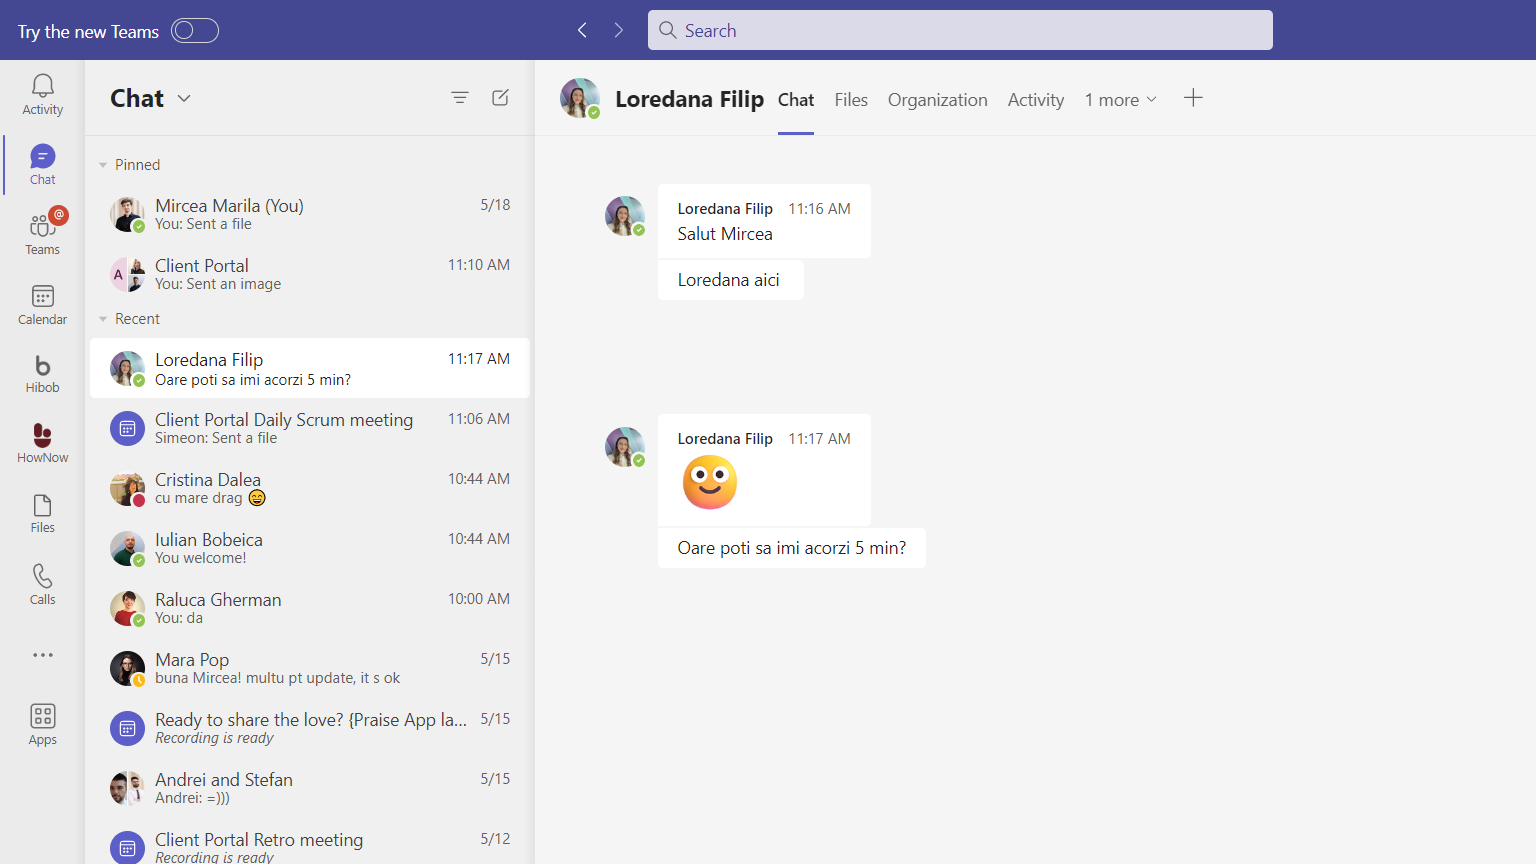 Try the new Teams
Search
Activity
Chat
@
Teams
Calendar
Hibob
HowNow
Files
Calls
Apps
Chat
Pinned
Mircea Marila (You) 5/18
You: Sent a file
A
Client Portal 11:10 AM
You: Sent an image
Recent
Loredana Filip 11:17 AM
Oare poti sa imi acorzi 5 min?
Client Portal Daily Scrum meeting 11:06 AM
Simeon: Sent a file
Cristina Dalea 10:44 AM
cu mare drag 😄
Iulian Bobeica 10:44 AM
You welcome!
Raluca Gherman 10:00 AM
You: da
Mara Pop 5/15
buna Mircea! multu pt update, it s ok
Ready to share the love? {Praise App la... 5/15
Recording is ready
Andrei and Stefan 5/15
Andrei: =)))
Client Portal Retro meeting 5/12
Recording is ready
Loredana Filip Chat Files Organization Activity 1 more
Loredana Filip 11:16 AM
Salut Mircea
Loredana aici
Loredana Filip 11:17 AM
Oare poti sa imi acorzi 5 min?